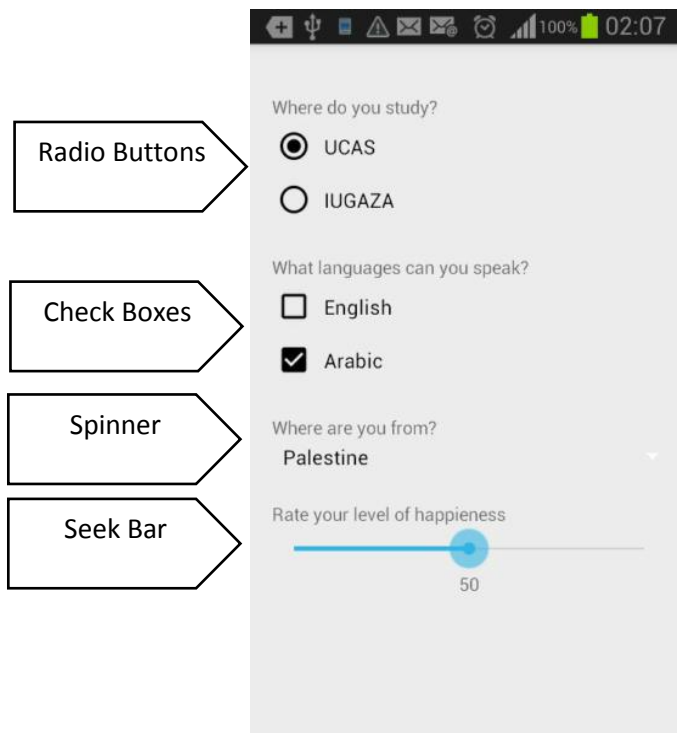 100% 02:07
Where do you study?
Radio Buttons
UCAS
IUGAZA
What languages can you speak?
Check Boxes
English
Arabic
Spinner
Where are you from?
Palestine
Seek Bar
Rate your level of happieness
50